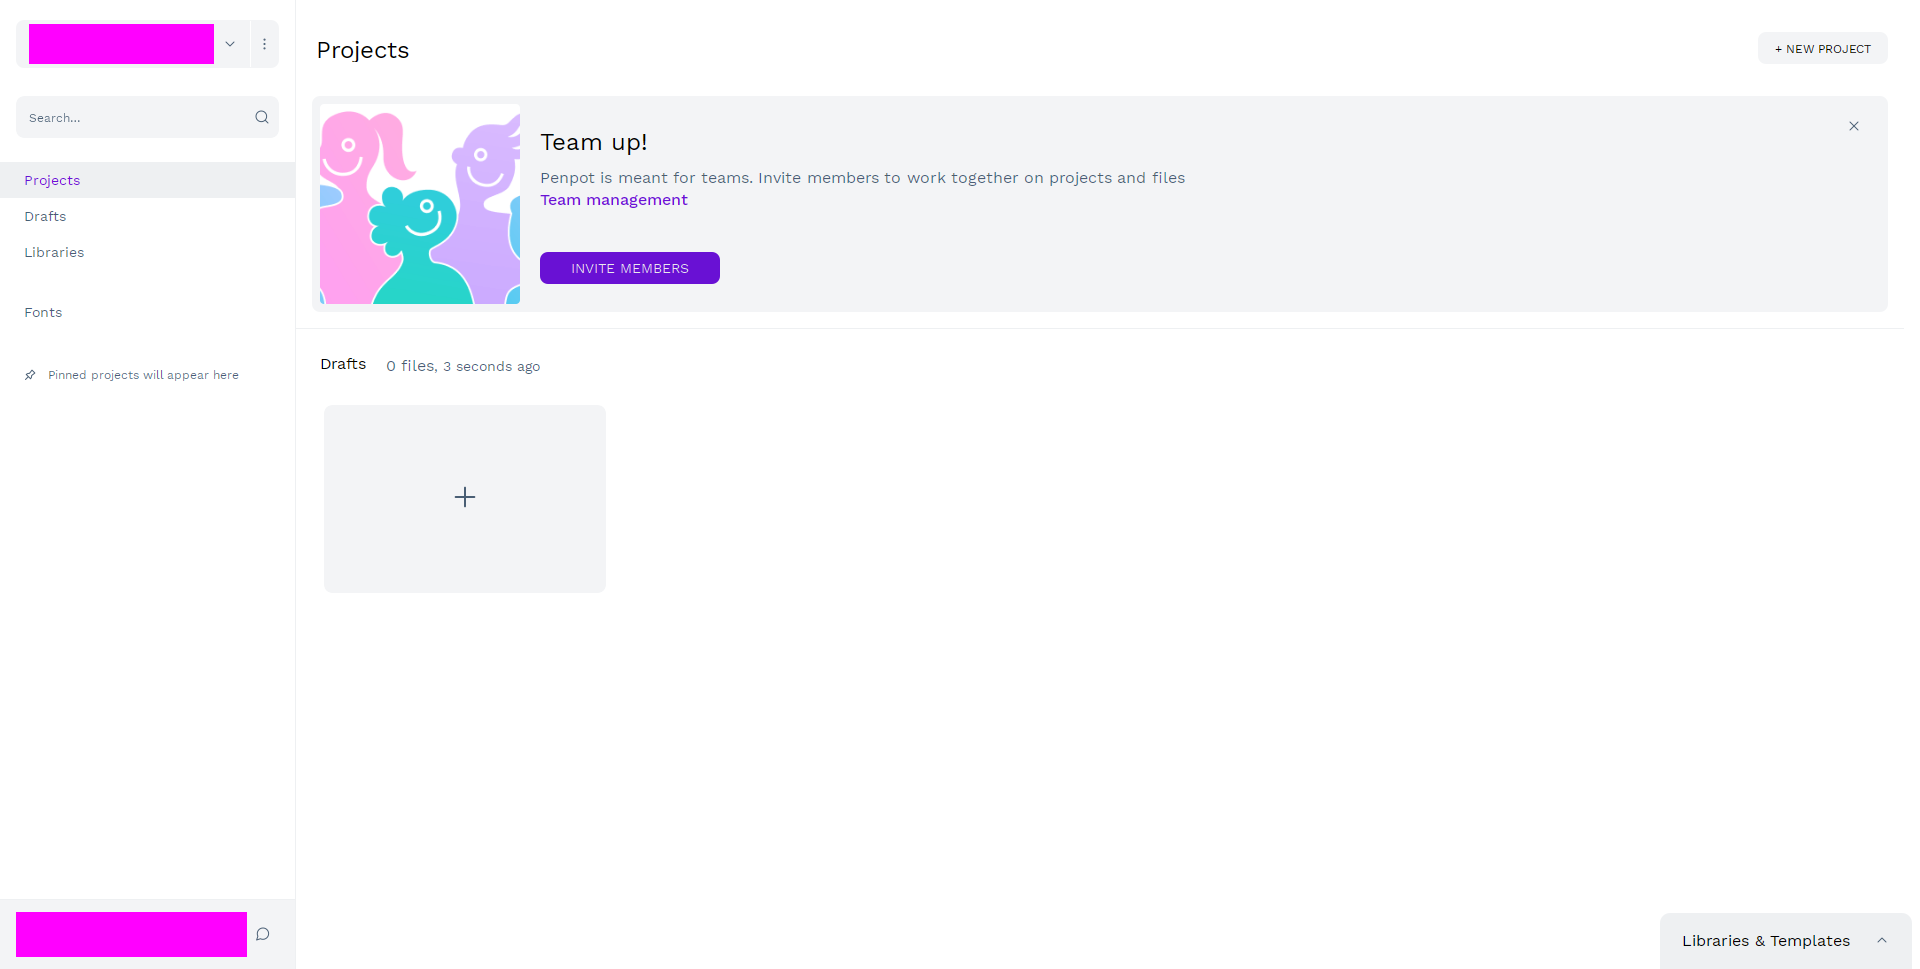 Search...
Projects
Drafts
Libraries
Fonts
Pinned projects will appear here
Projects
+ NEW PROJECT
Team up!
Penpot is meant for teams. Invite members to work together on projects and files
Team management
INVITE MEMBERS
Drafts 0 files, 3 seconds ago
Libraries & Templates